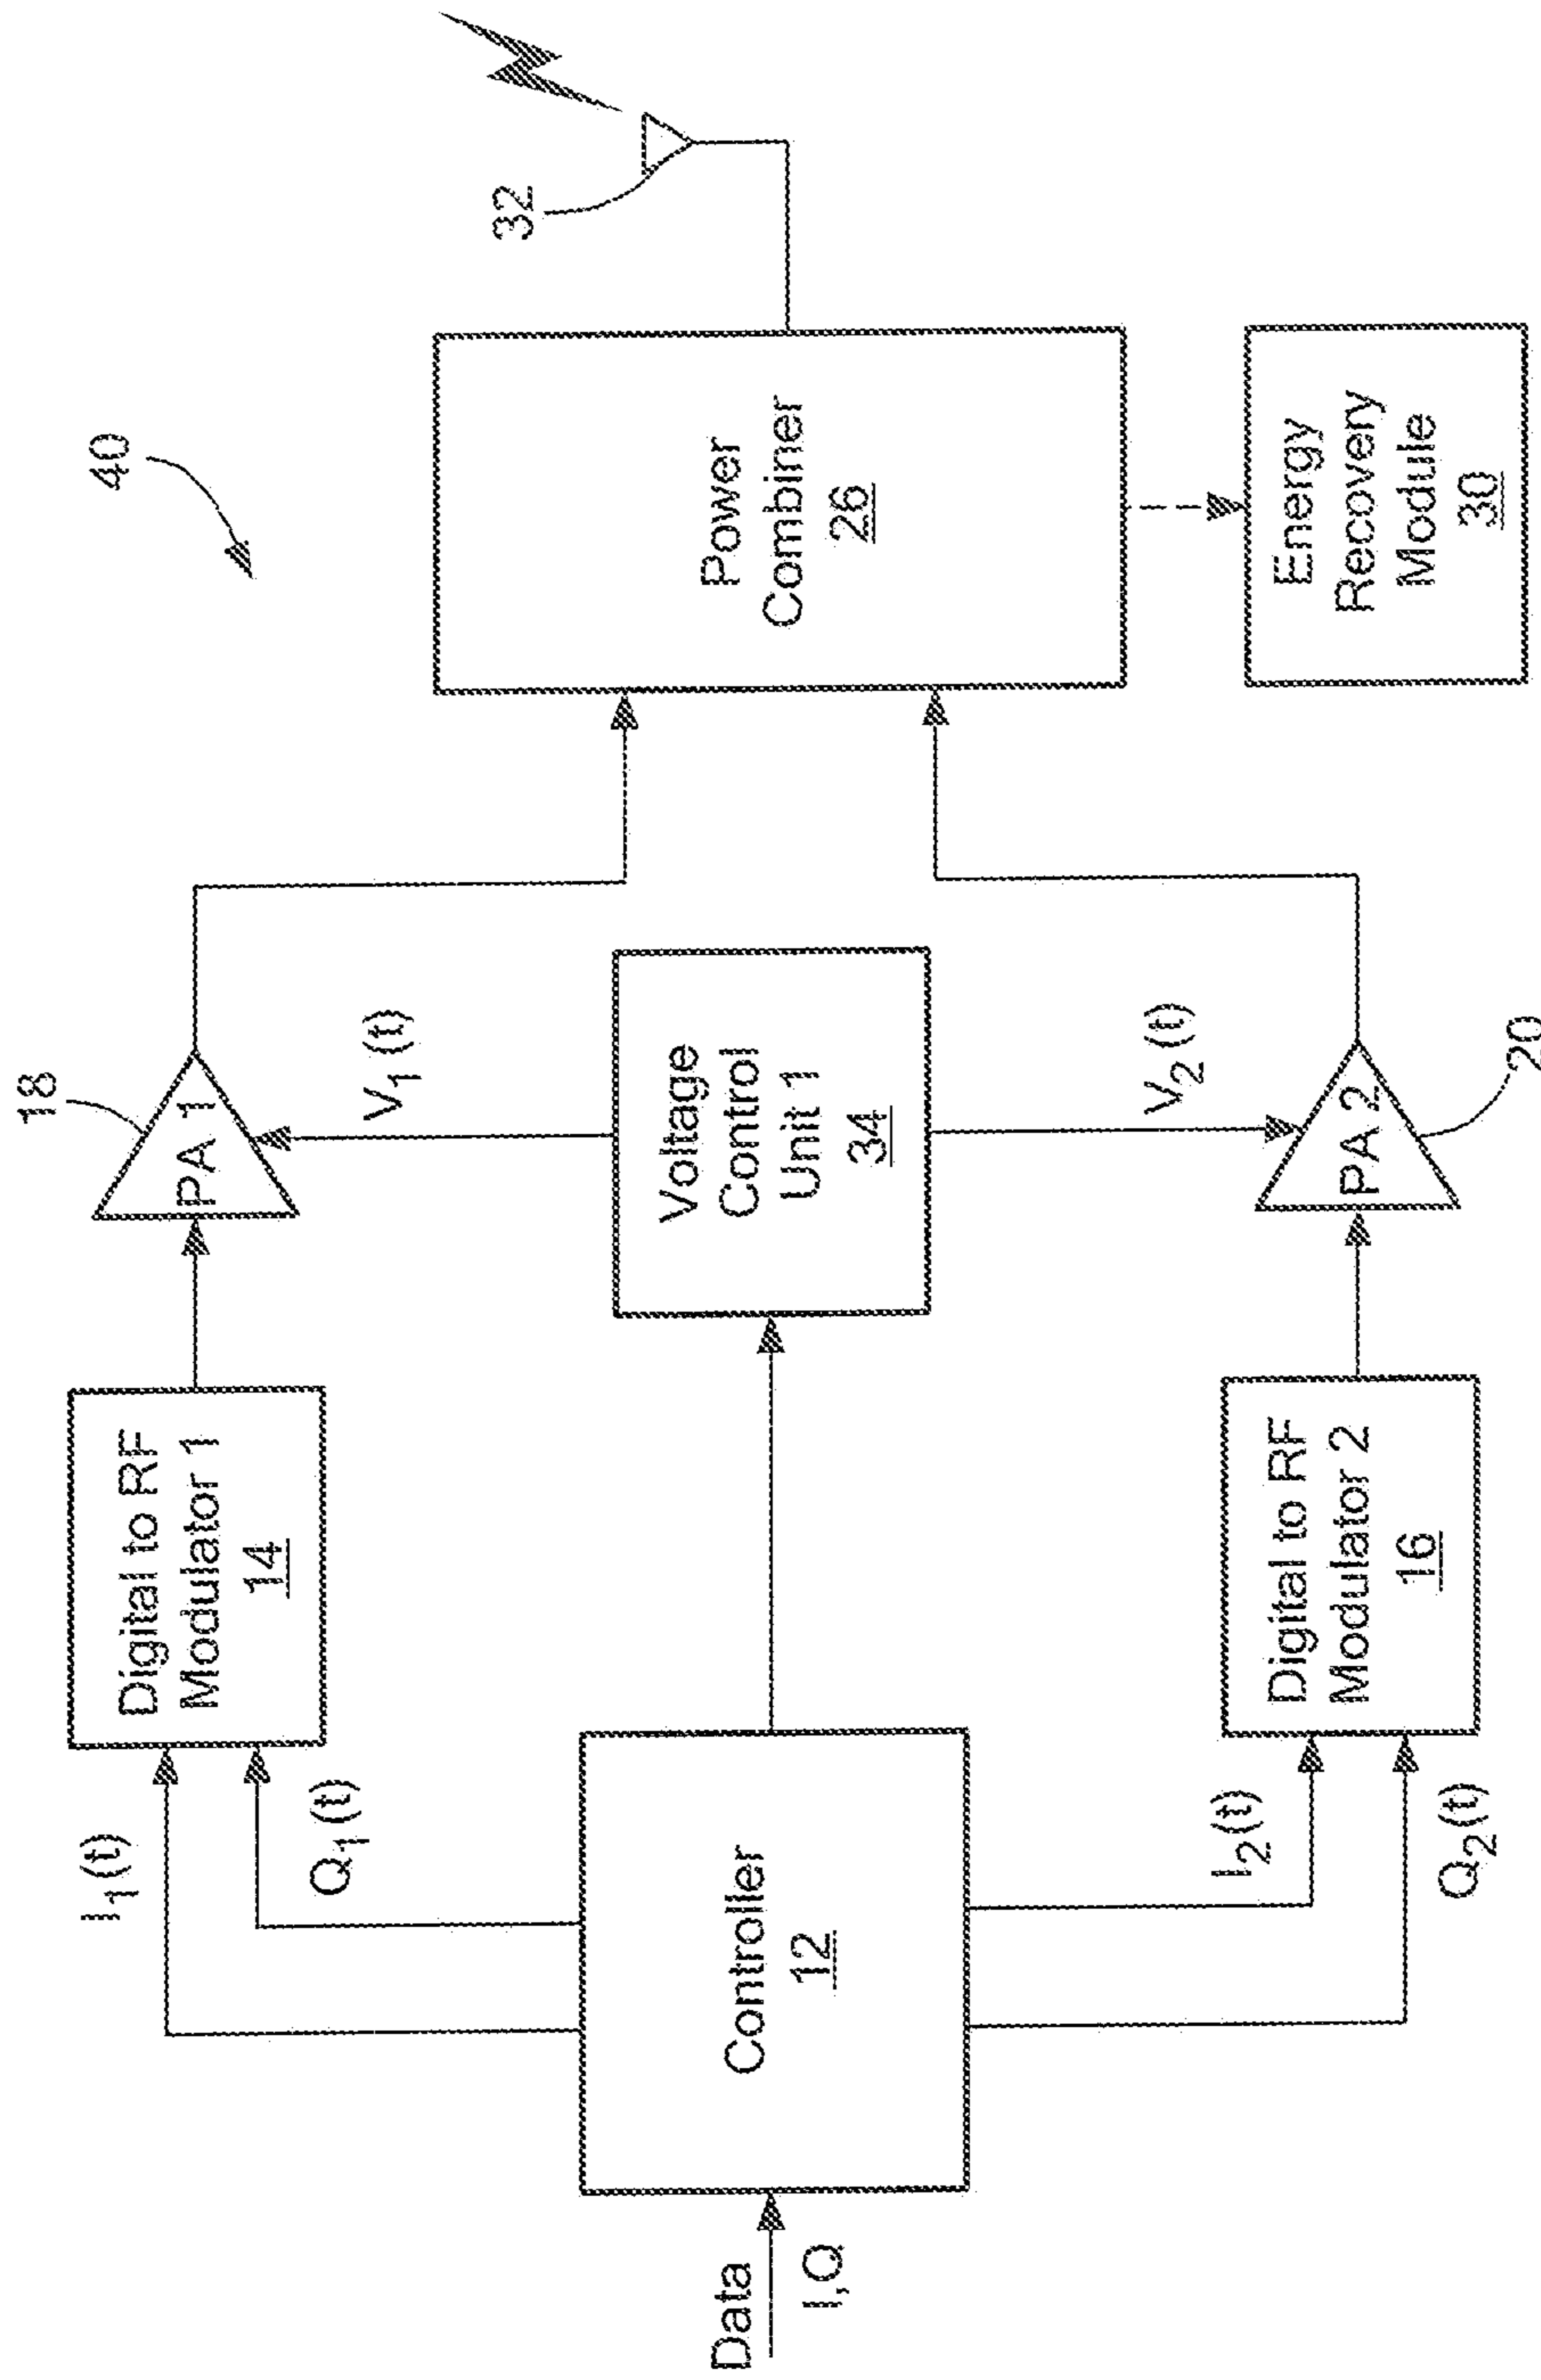 40
18
PA 1
I₁(t)
Digital to RF
Modulator 1
14
Q₁(t)
V₁(t)
32
Data
I,Q
Controller
12
Voltage
Control
Unit 1
34
Power
Combiner
26
I₂(t)
Q₂(t)
Digital to RF
Modulator 2
16
V₂(t)
PA 2
20
Energy
Recovery
Module
30